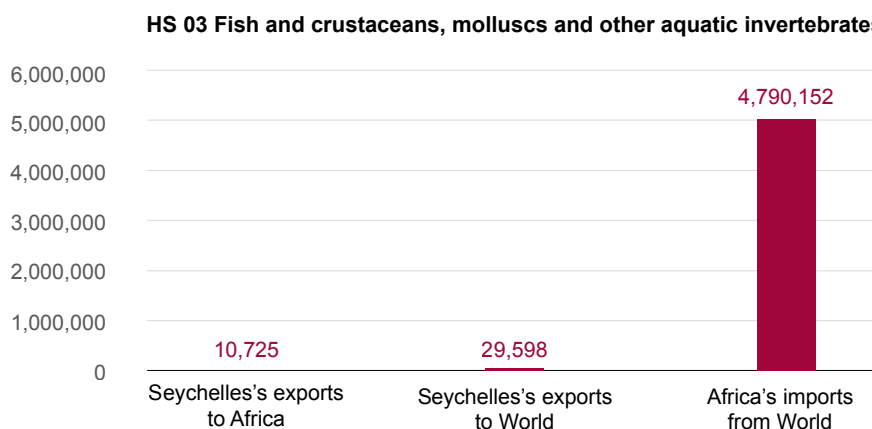 HS 03 Fish and crustaceans, molluscs and other aquatic invertebrates
6,000,000
5,000,000
4,000,000
3,000,000
2,000,000
1,000,000
0
10,725
29,598
4,790,152
Seychelles's exports
to Africa
Seychelles's exports
to World
Africa's imports
from World